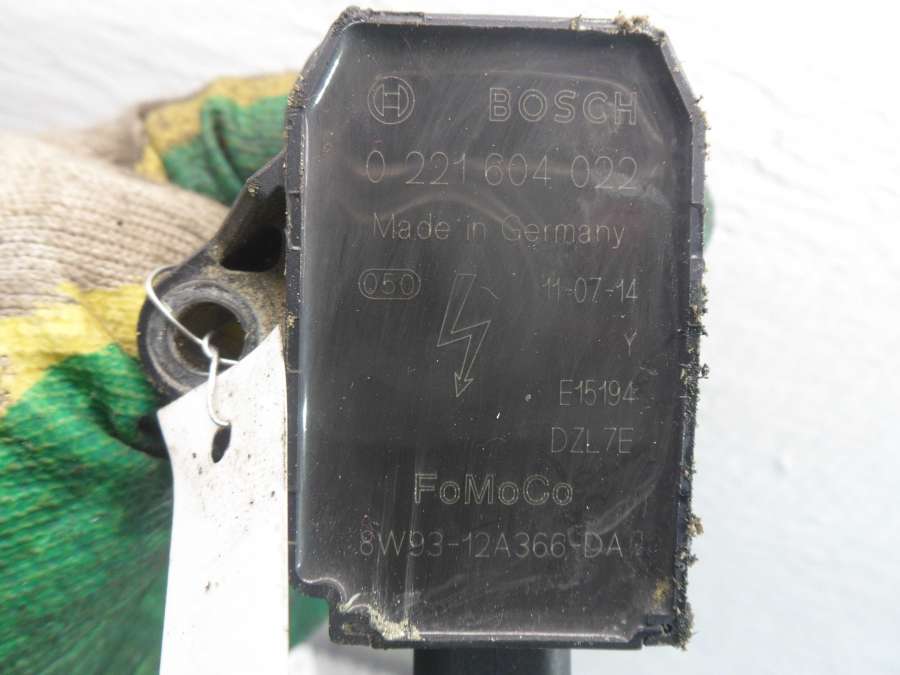 BOSCH
0 221 604 022
Made in Germany
050 11-07-14
Y
E15194
DZL7E
FoMoCo
8W93-12A366-DA